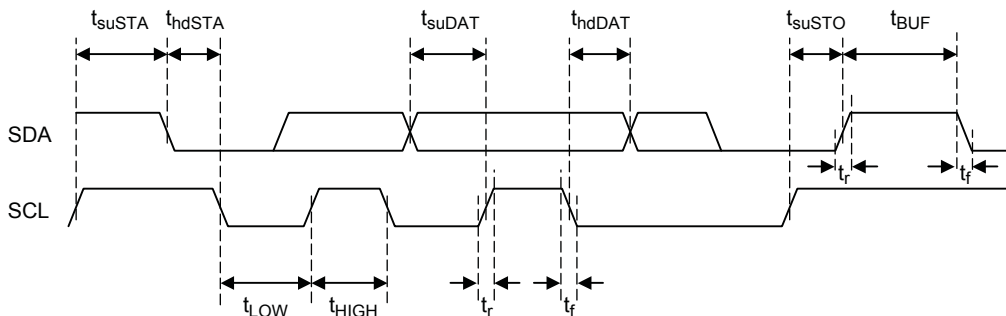 tsuSTA thdSTA tsuDAT thdDAT tsuSTO tBUF
SDA
tr tf
SCL
tLOW tHIGH tr tf